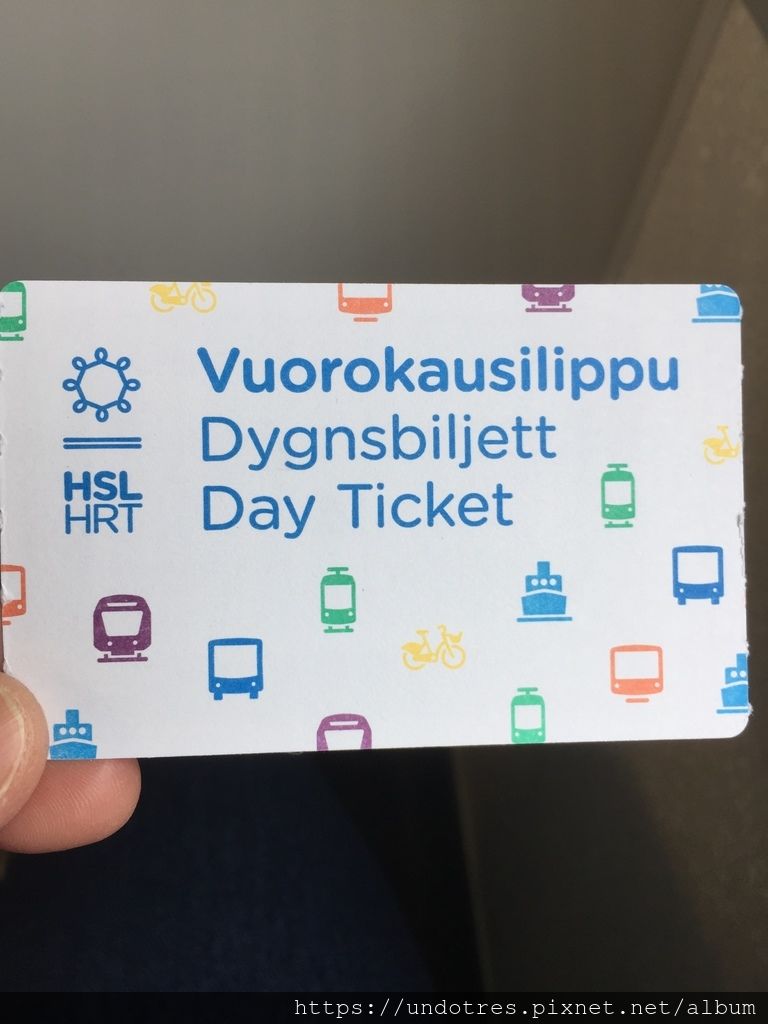 Vuorokausilippu
Dygnsbiljett
Day Ticket
HSL
HRT
https://undotres.pixnet.net/album